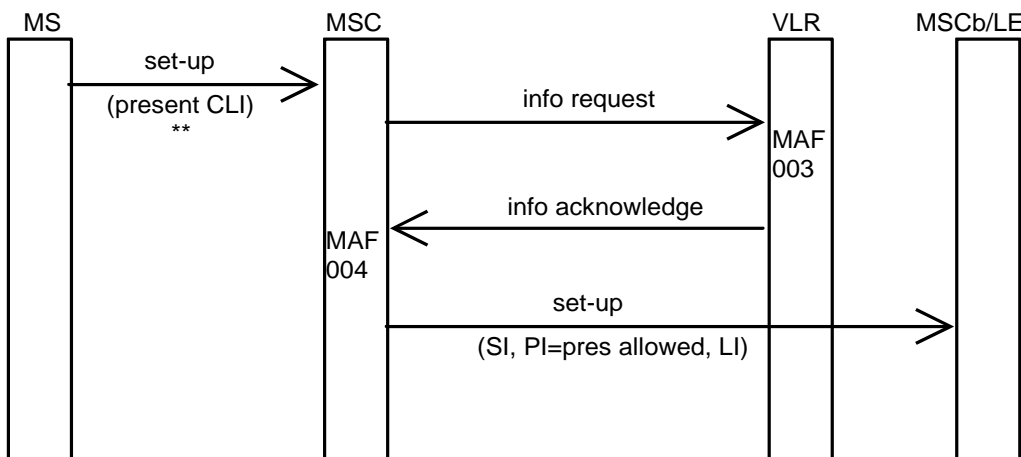 MS MSC VLR MSCb/LE
set-up
(present CLI)
**
info request
MAF
003
info acknowledge
MAF
004
set-up
(SI, PI=pres allowed, LI)